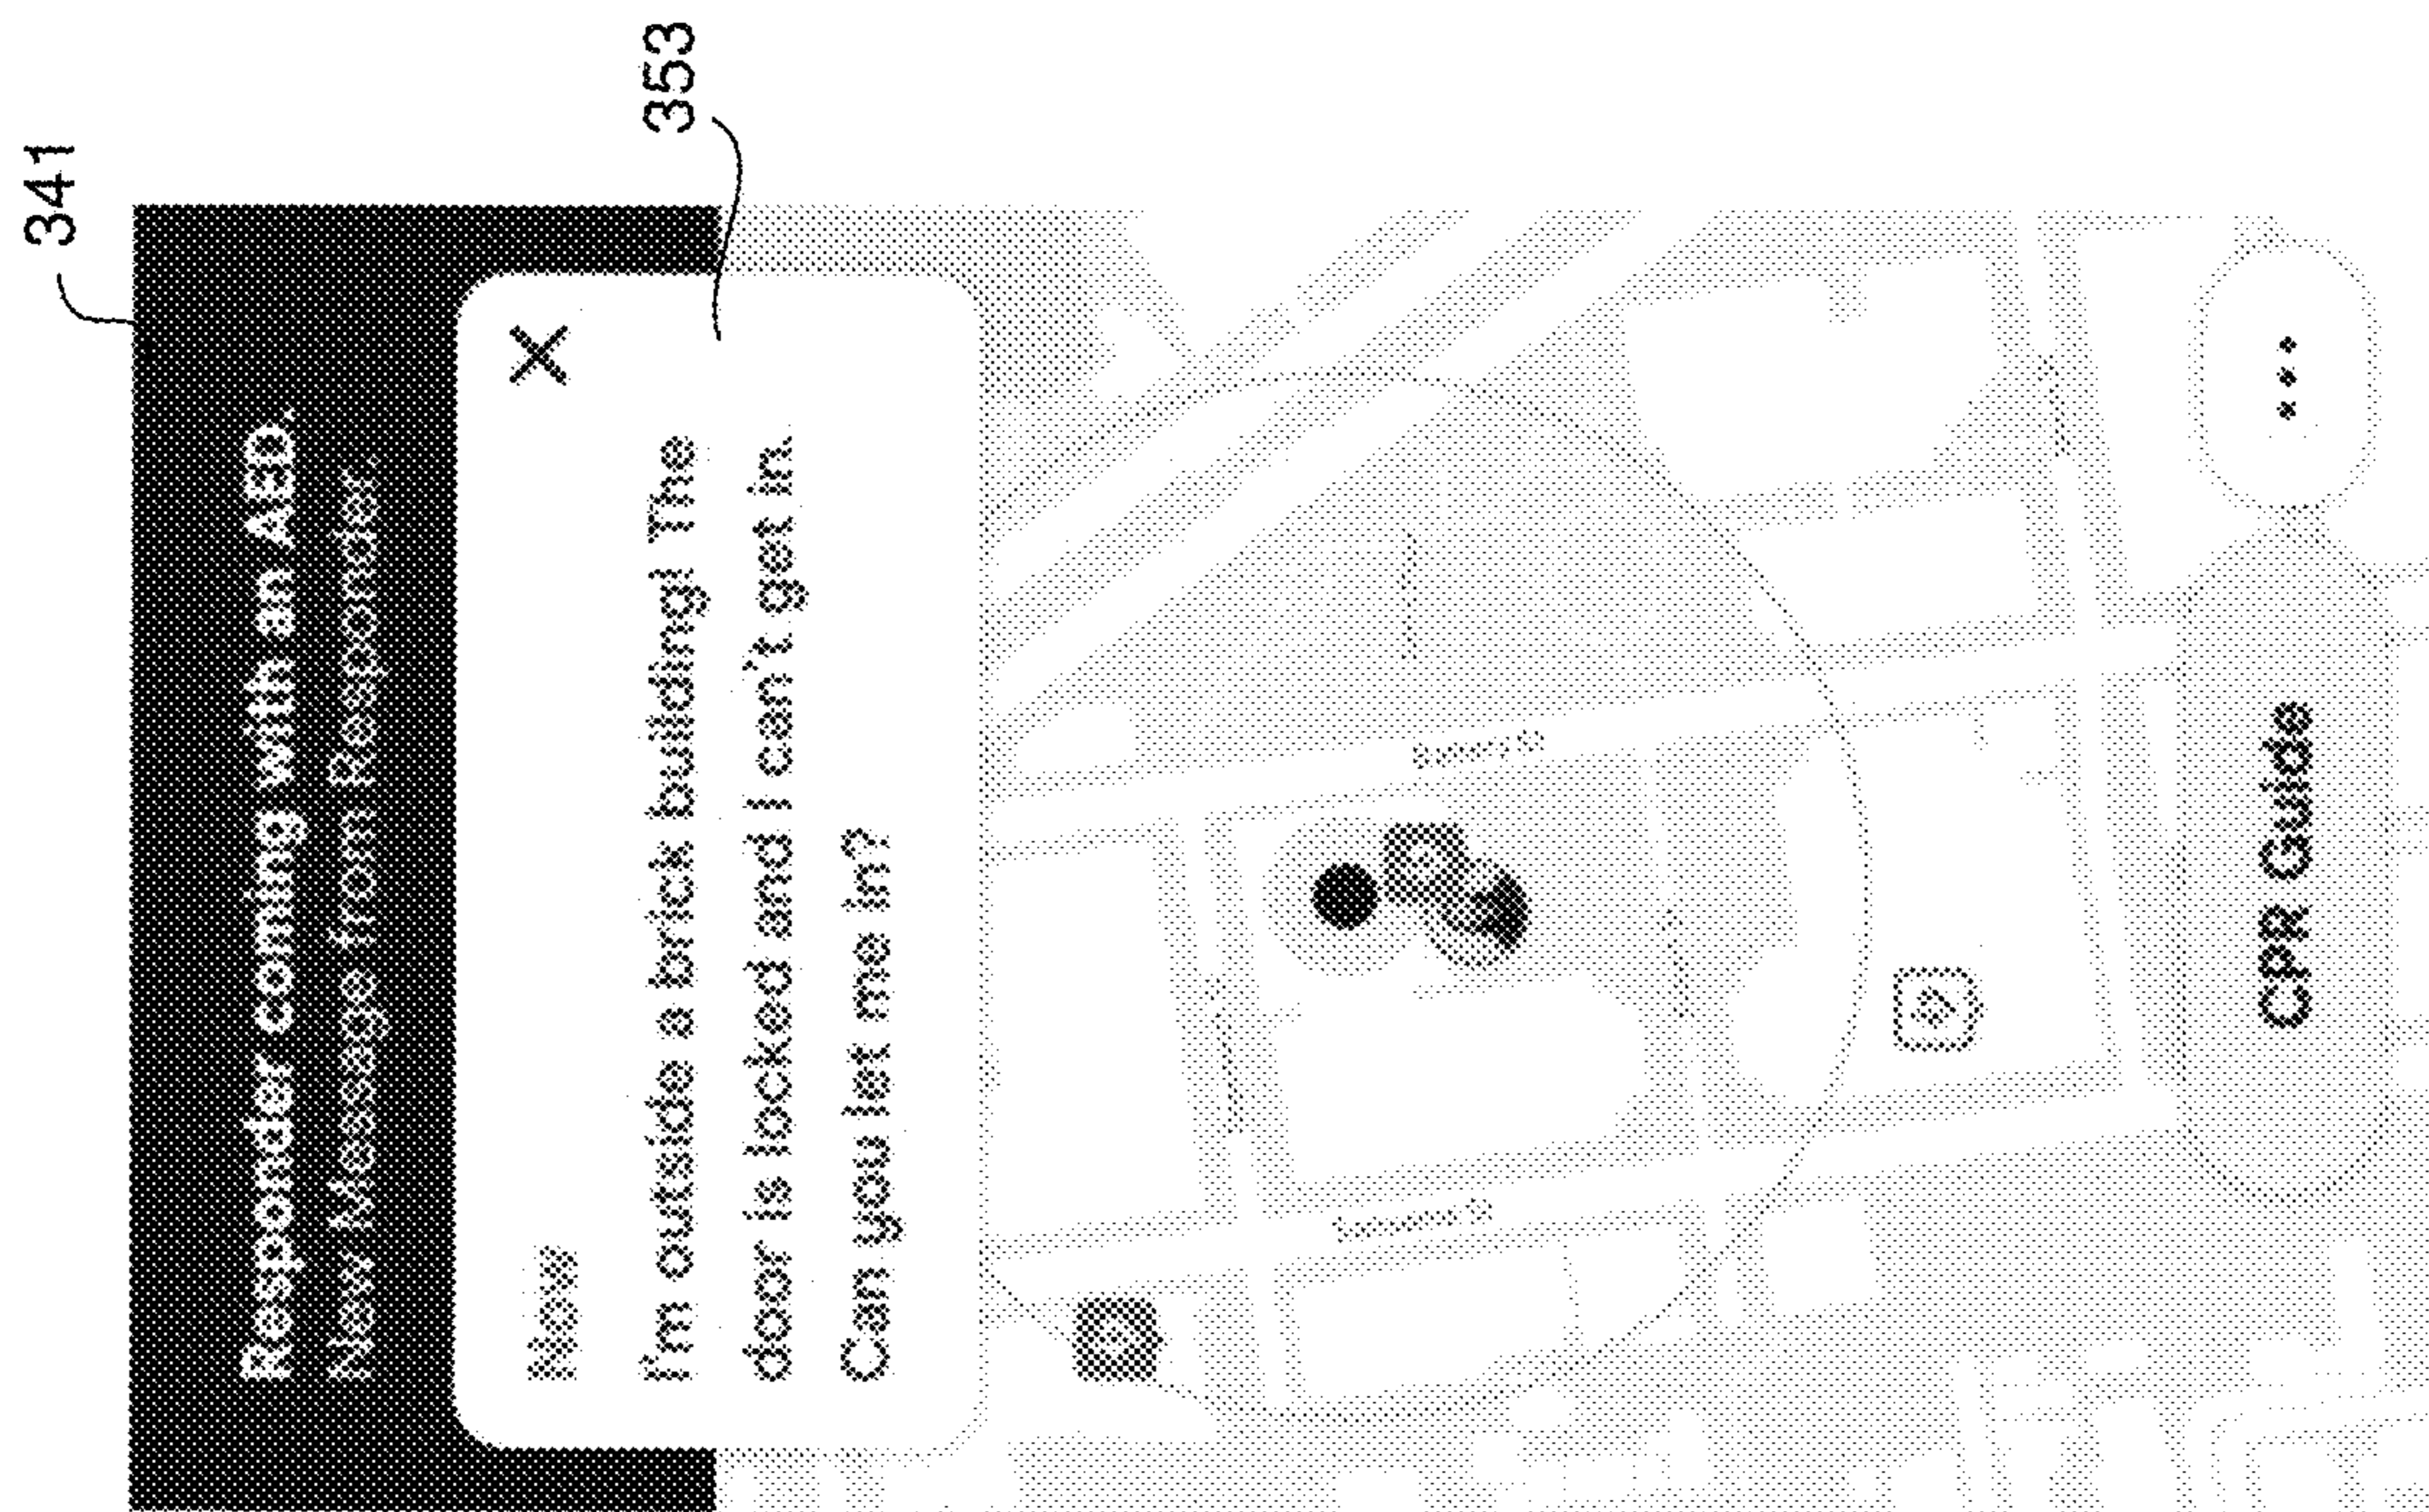 341
Responder coming with an AED.
New Message from Responder.
353
Now
I'm outside a brick building! The
door is locked and I can't get in.
Can you let me in?
CPR Guide